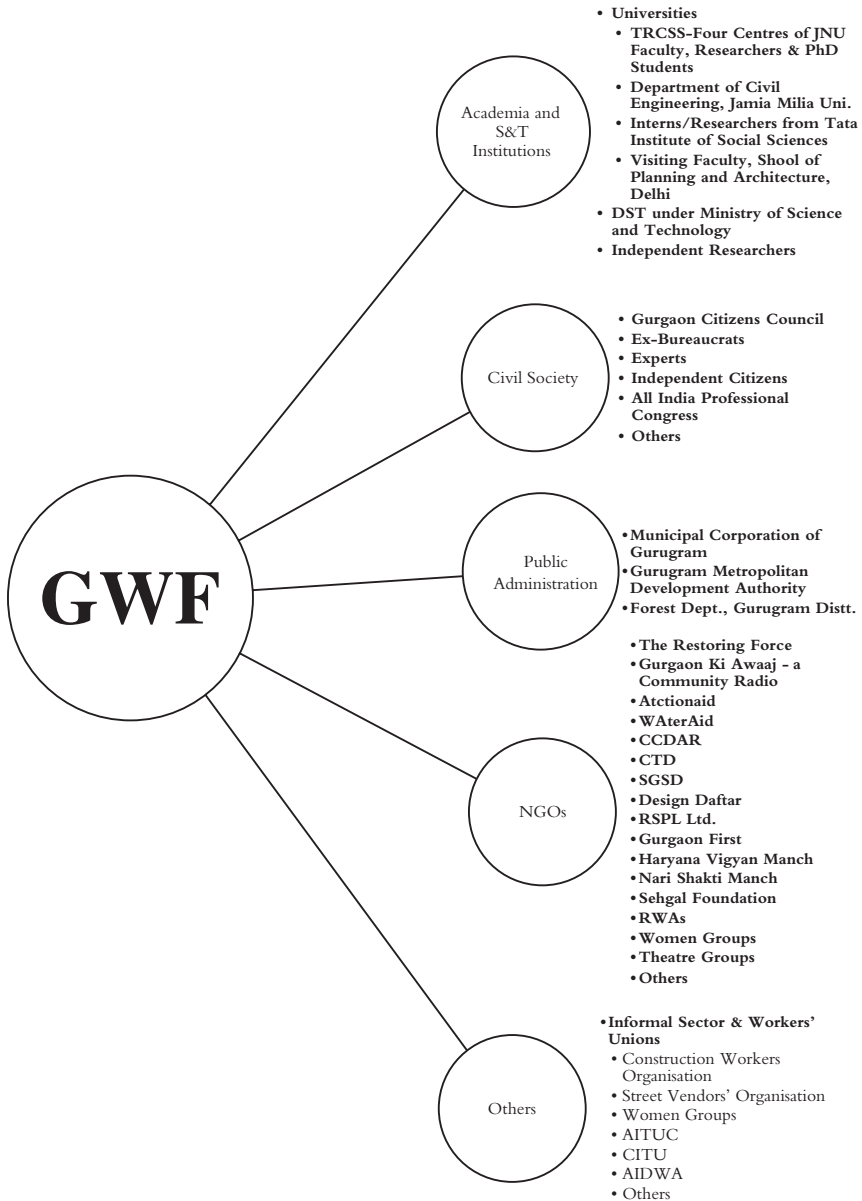 GWF
Academia and
S&T
Institutions
• Universities
• TRCSS-Four Centres of JNU
Faculty, Researchers & PhD
Students
• Department of Civil
Engineering, Jamia Milia Uni.
• Interns/Researchers from Tata
Institute of Social Sciences
• Visiting Faculty, Shool of
Planning and Architecture,
Delhi
• DST under Ministry of Science
and Technology
• Independent Researchers
Civil Society
• Gurgaon Citizens Council
• Ex-Bureaucrats
• Experts
• Independent Citizens
• All India Professional
Congress
• Others
Public
Administration
• Municipal Corporation of
Gurugram
• Gurugram Metropolitan
Development Authority
• Forest Dept., Gurugram Distt.
NGOs
• The Restoring Force
• Gurgaon Ki Awaaj - a
Community Radio
• Atctionaid
• WAterAid
• CCDAR
• CTD
• SGSD
• Design Daftar
• RSPL Ltd.
• Gurgaon First
• Haryana Vigyan Manch
• Nari Shakti Manch
• Sehgal Foundation
• RWAs
• Women Groups
• Theatre Groups
• Others
Others
• Informal Sector & Workers’
Unions
• Construction Workers
Organisation
• Street Vendors’ Organisation
• Women Groups
• AITUC
• CITU
• AIDWA
• Others